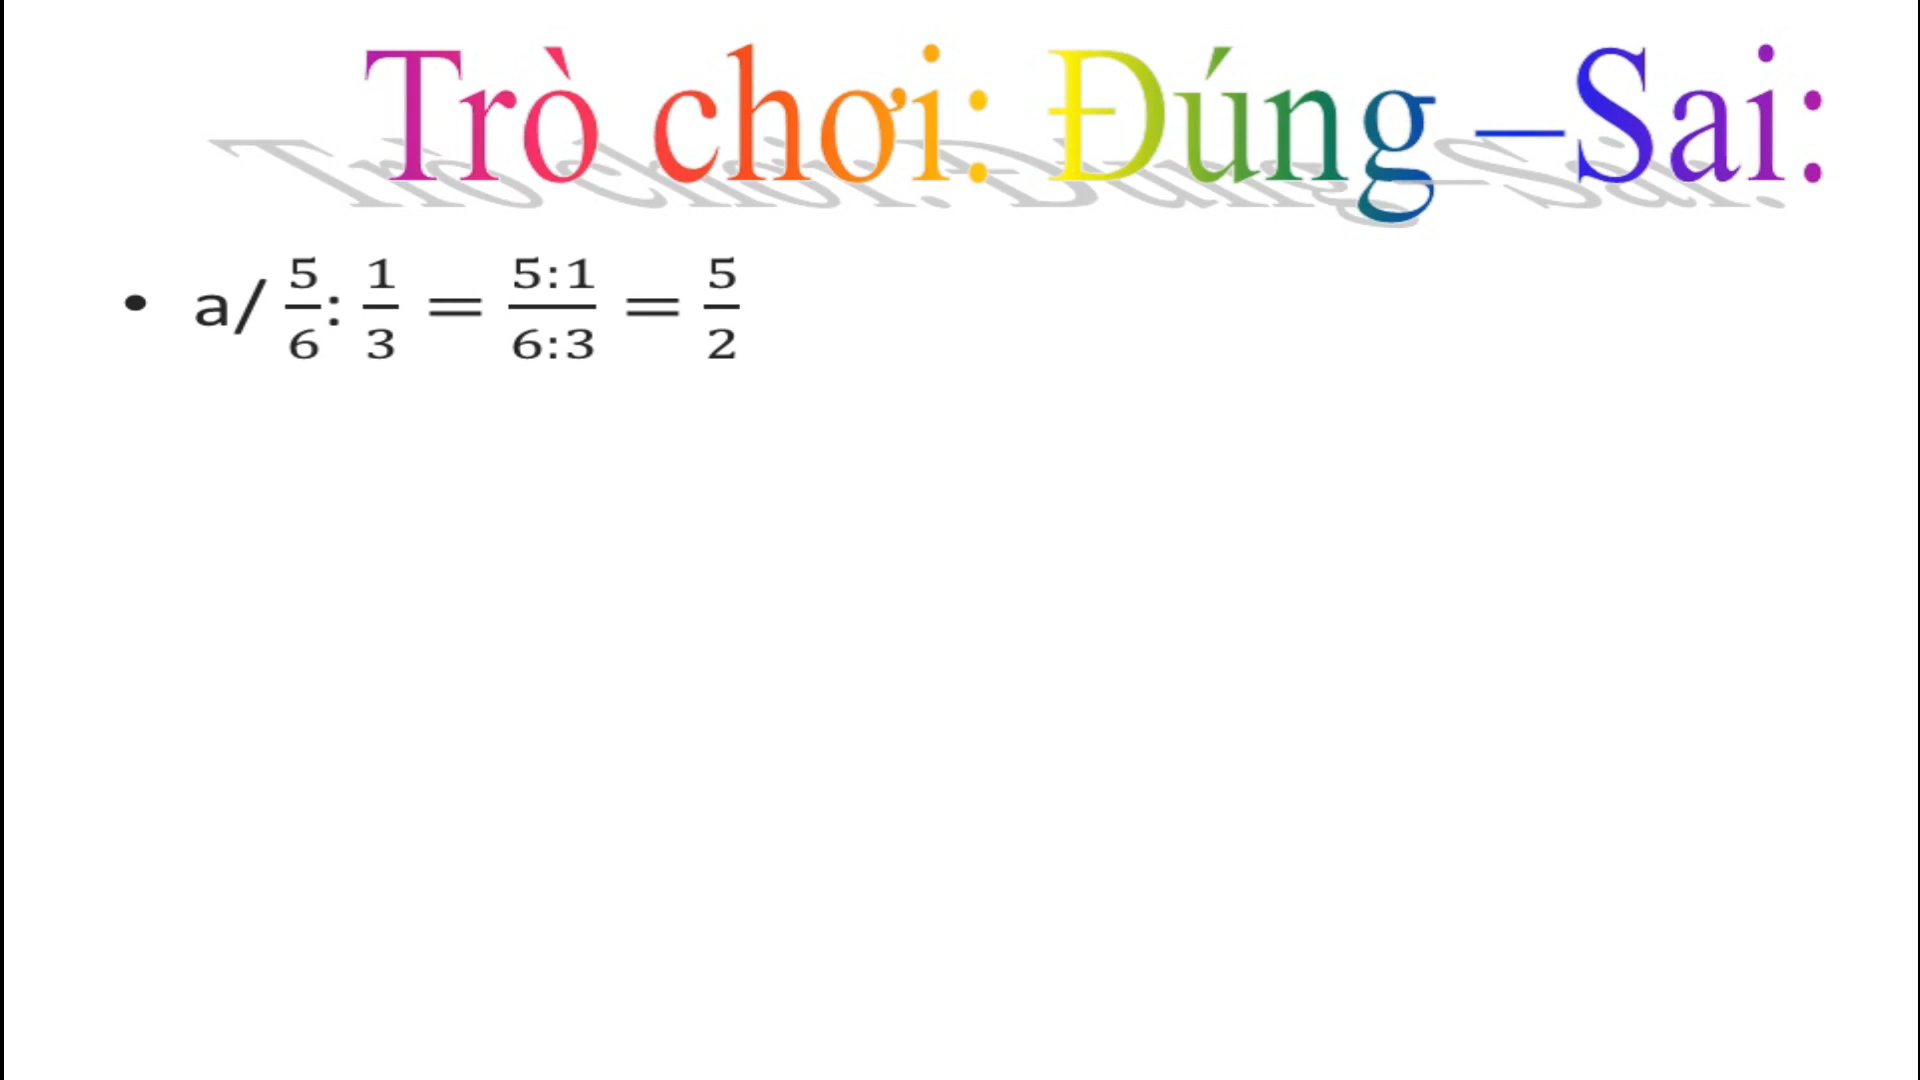 Trò chơi: Đúng –Sai:
• a/ 5/6 : 1/3 = 5:1/6:3 = 5/2